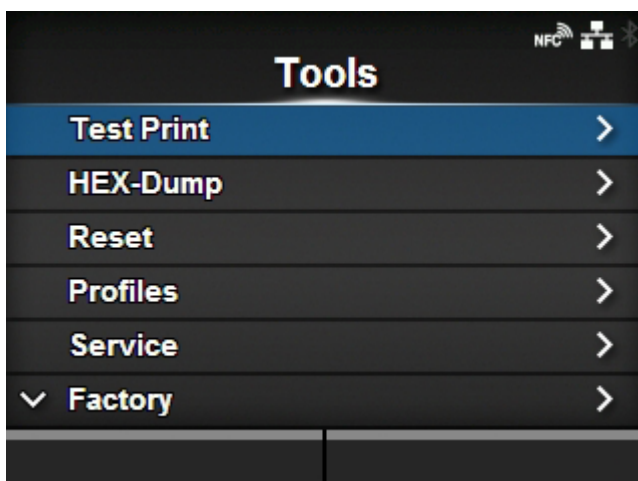 NFC
Tools
Test Print
HEX-Dump
Reset
Profiles
Service
Factory